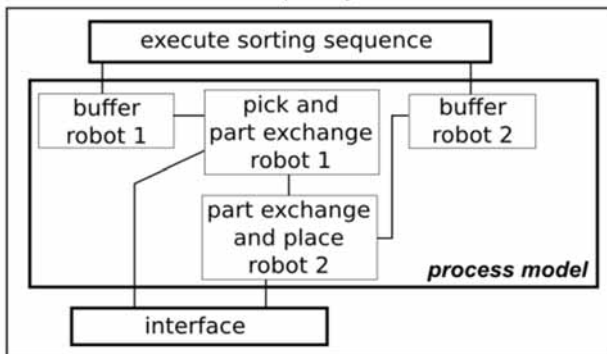 execute sorting sequence
buffer
robot 1
pick and
part exchange
robot 1
buffer
robot 2
part exchange
and place
robot 2
process model
interface